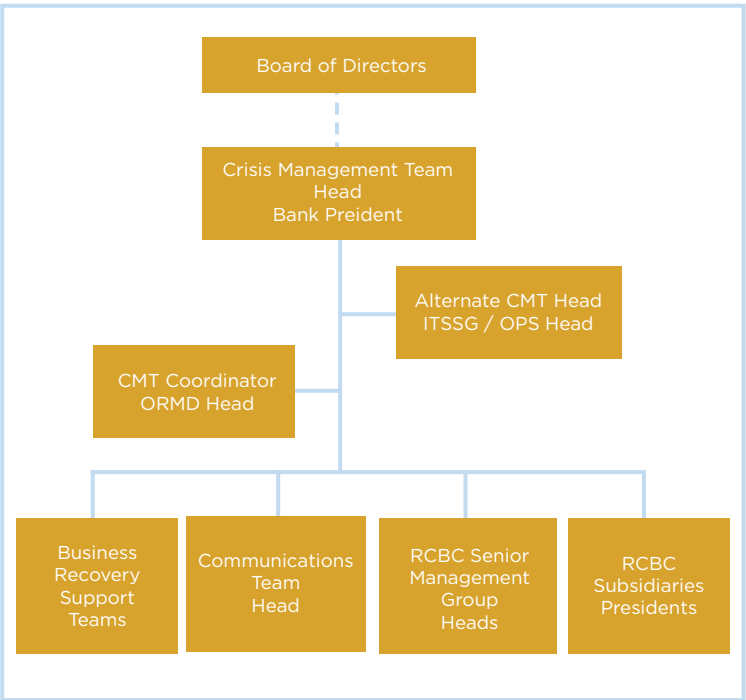 Board of Directors
Crisis Management Team
Head
Bank Preident
Alternate CMT Head
ITSSG / OPS Head
CMT Coordinator
ORMD Head
Business
Recovery
Support
Teams
Communications
Team
Head
RCBC Senior
Management
Group
Heads
RCBC
Subsidiaries
Presidents